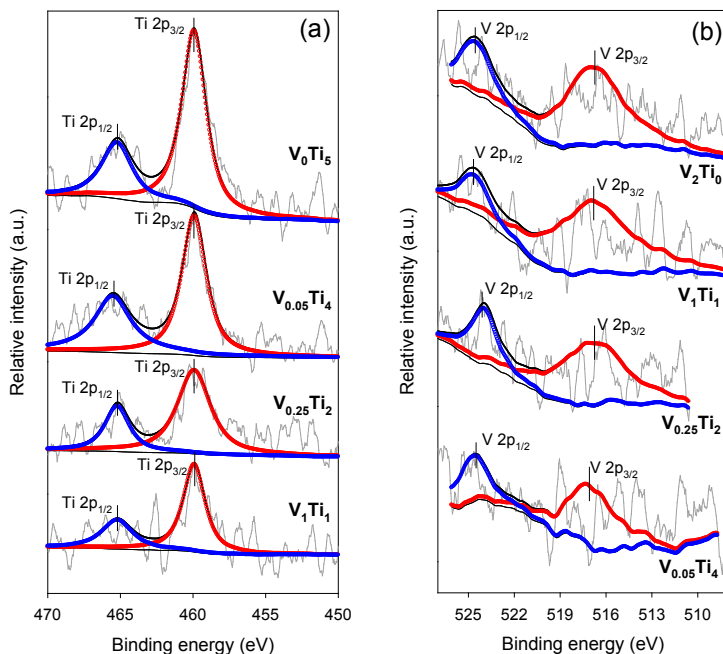 (a)
Ti 2p3/2
Ti 2p1/2
V0Ti5
Ti 2p3/2
Ti 2p1/2
V0.05Ti4
Ti 2p3/2
Ti 2p1/2
V0.25Ti2
Ti 2p3/2
Ti 2p1/2
V1Ti1
Relative intensity (a.u.)
470 465 460 455 450
Binding energy (eV)
(b)
V 2p1/2
V 2p3/2
V2Ti0
V 2p1/2
V 2p3/2
V1Ti1
V 2p1/2
V 2p3/2
V0.25Ti2
V 2p1/2
V 2p3/2
V0.05Ti4
Relative intensity (a.u.)
525 522 519 516 513 510
Binding energy (eV)